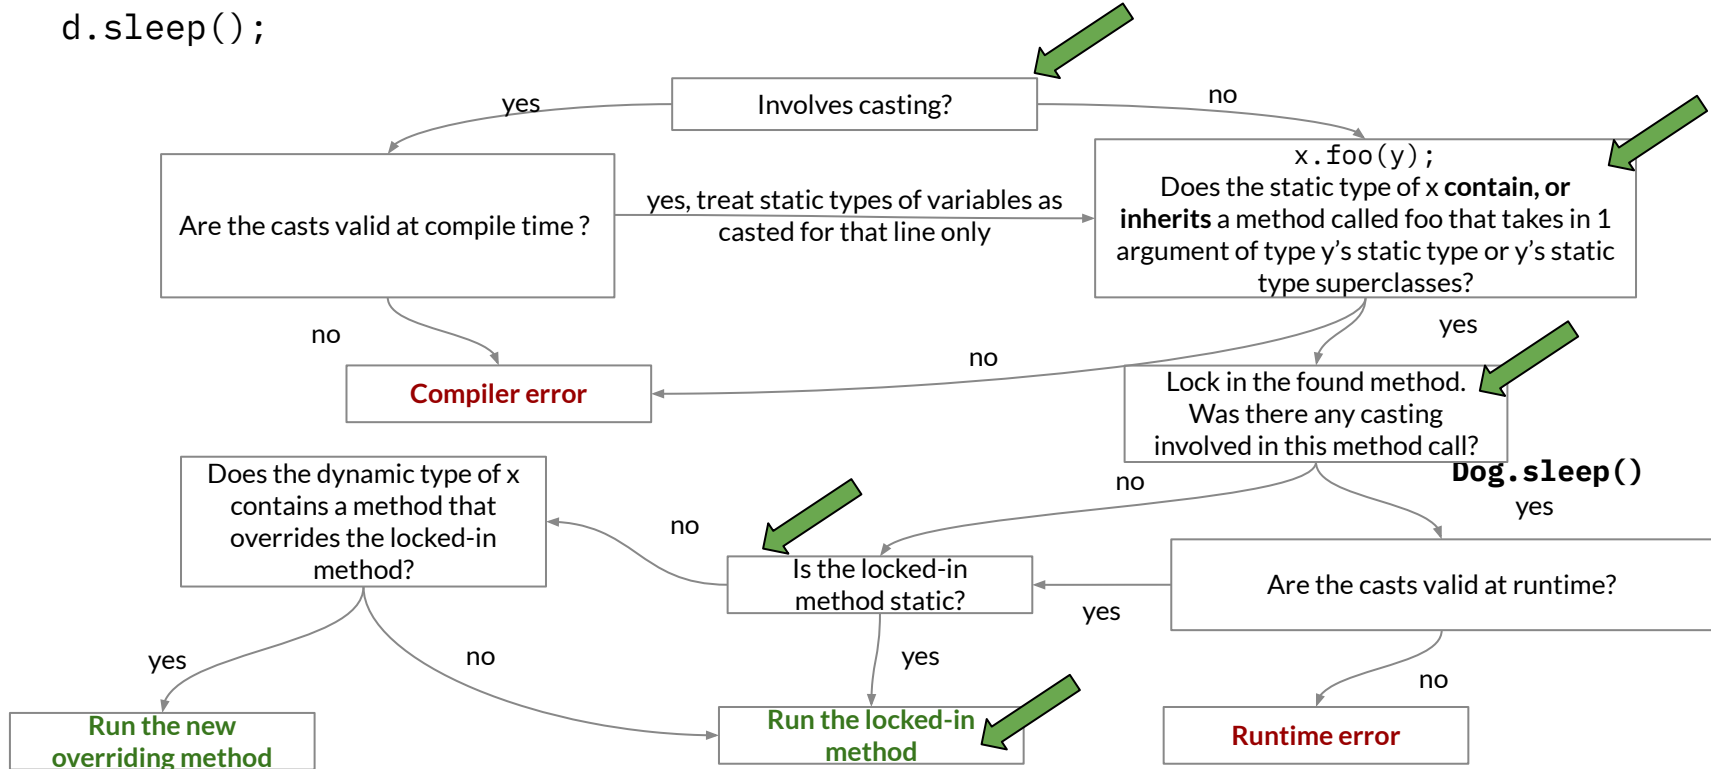 d.sleep();
Involves casting?
yes
no
Are the casts valid at compile time ?
yes, treat static types of variables as
casted for that line only
x.foo(y);
Does the static type of x contain, or
inherits a method called foo that takes in 1
argument of type y’s static type or y’s static
type superclasses?
no
no
yes
Compiler error
Lock in the found method.
Was there any casting
involved in this method call?
Dog.sleep()
no
yes
Does the dynamic type of x
contains a method that
overrides the locked-in
method?
no
Is the locked-in
method static?
yes
Are the casts valid at runtime?
yes
no
yes
no
Run the new
overriding method
Run the locked-in
method
Runtime error